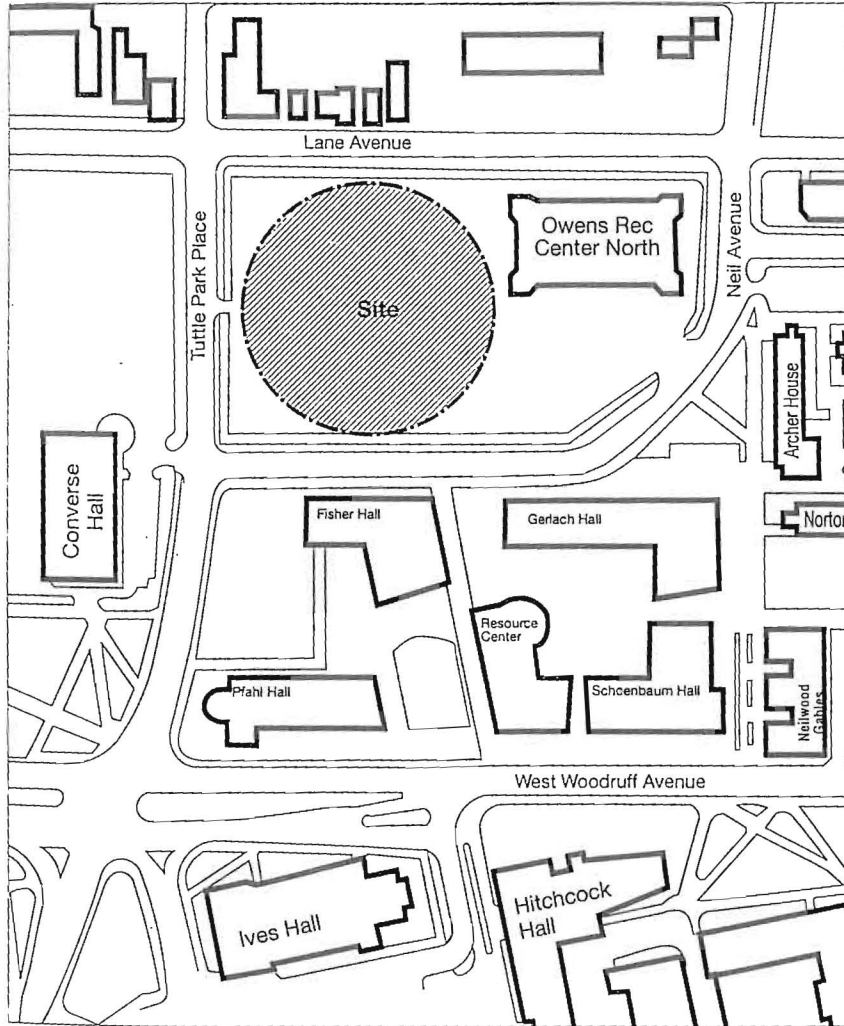 Lane Avenue
Tuttle Park Place
Owens Rec
Center North
Neil Avenue
Site
Archer House
Converse
Hall
Fisher Hall
Gerlach Hall
Norton
Resource
Center
Pfahl Hall
Schoenbaum Hall
Neilwood
Gables
West Woodruff Avenue
Ives Hall
Hitchcock
Hall